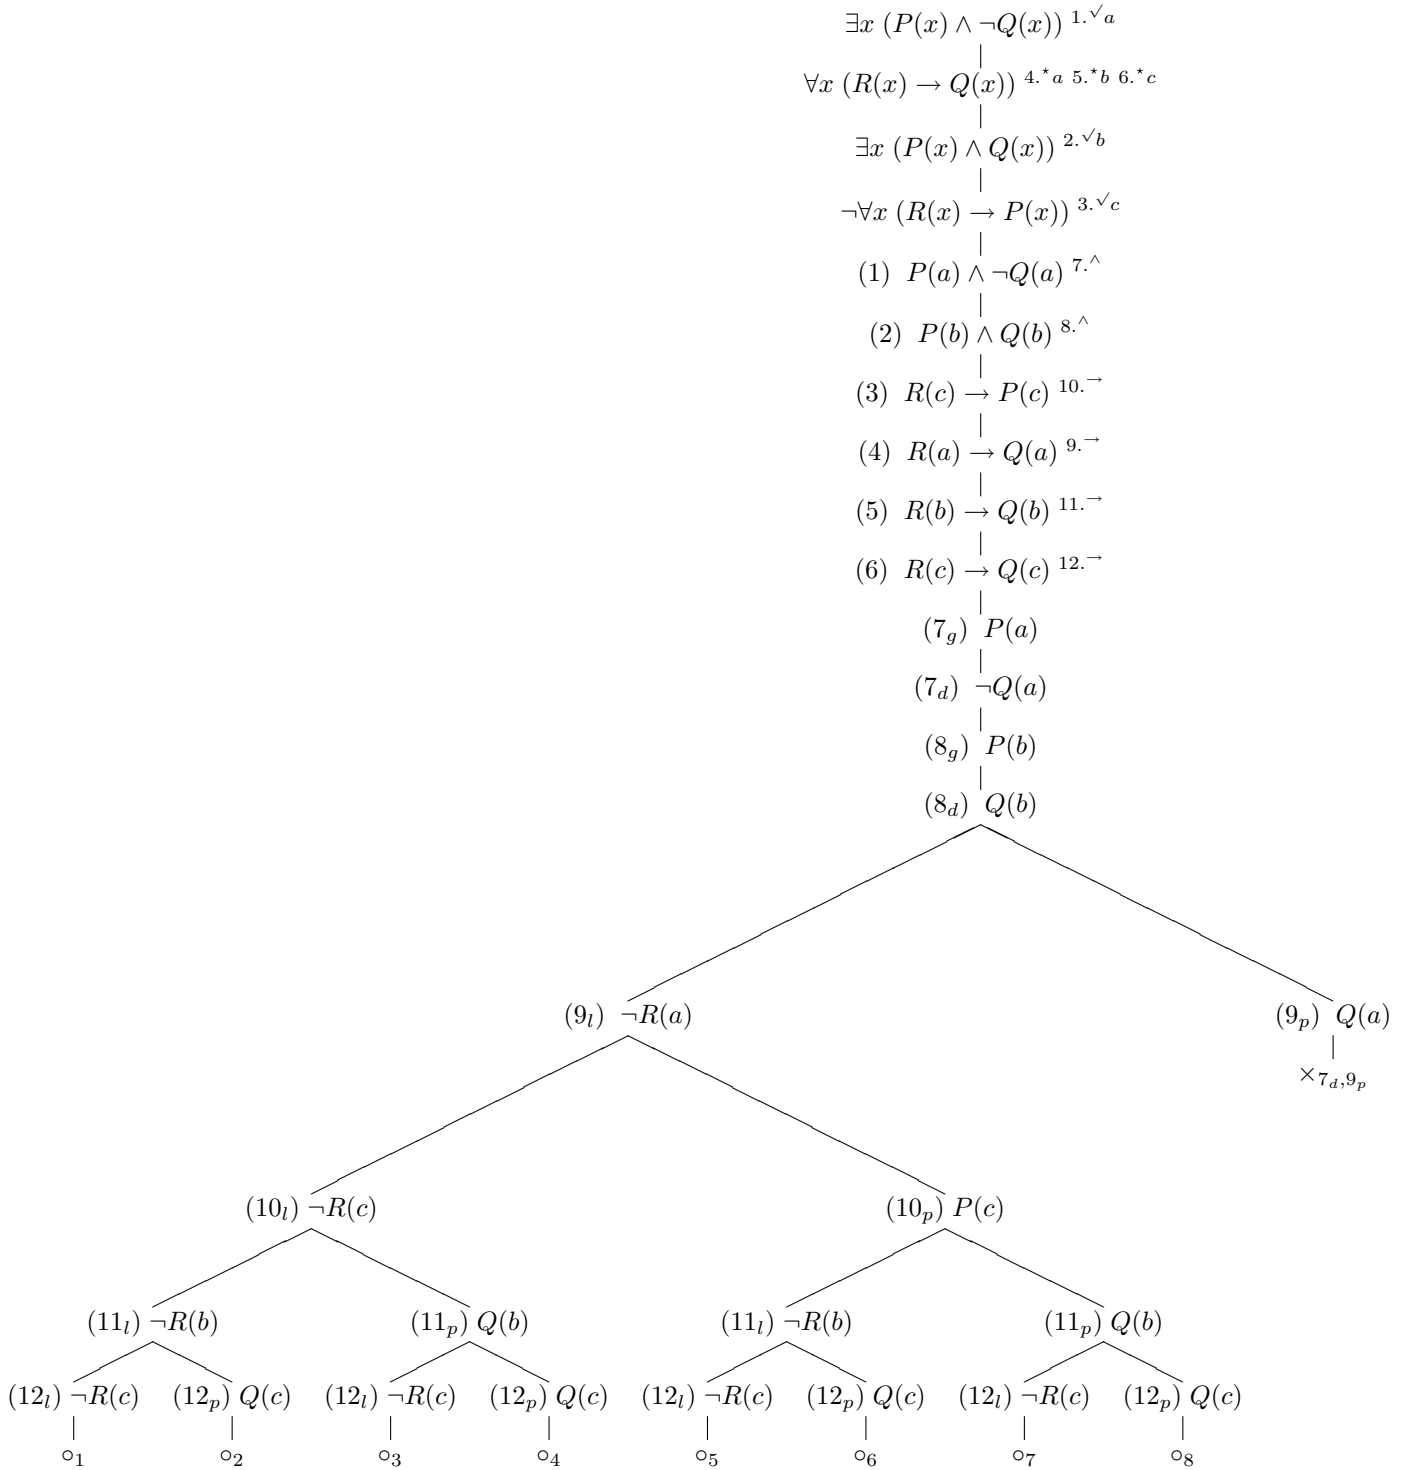 ∃x (P(x) ∧ ¬Q(x)) 1.√a
∀x (R(x) → Q(x)) 4.⋆a 5.⋆b 6.⋆c
∃x (P(x) ∧ Q(x)) 2.√b
¬∀x (R(x) → P(x)) 3.√c
(1) P(a) ∧ ¬Q(a) 7.∧
(2) P(b) ∧ Q(b) 8.∧
(3) R(c) → P(c) 10.→
(4) R(a) → Q(a) 9.→
(5) R(b) → Q(b) 11.→
(6) R(c) → Q(c) 12.→
(7g) P(a)
(7d) ¬Q(a)
(8g) P(b)
(8d) Q(b)
(9l) ¬R(a) (9p) Q(a)
×7d,9p
(10l) ¬R(c) (10p) P(c)
(11l) ¬R(b) (11p) Q(b) (11l) ¬R(b) (11p) Q(b)
(12l) ¬R(c) (12p) Q(c) (12l) ¬R(c) (12p) Q(c) (12l) ¬R(c) (12p) Q(c) (12l) ¬R(c) (12p) Q(c)
○1 ○2 ○3 ○4 ○5 ○6 ○7 ○8